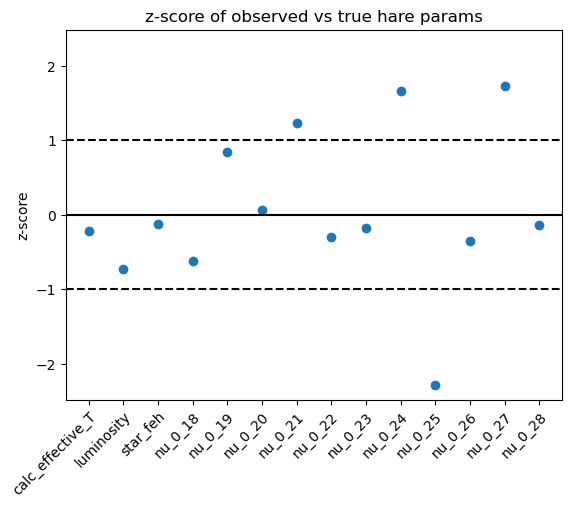 z-score of observed vs true hare params
z-score
2
1
0
−1
−2
calc_effective_T
luminosity
star_feh
nu_0_18
nu_0_19
nu_0_20
nu_0_21
nu_0_22
nu_0_23
nu_0_24
nu_0_25
nu_0_26
nu_0_27
nu_0_28